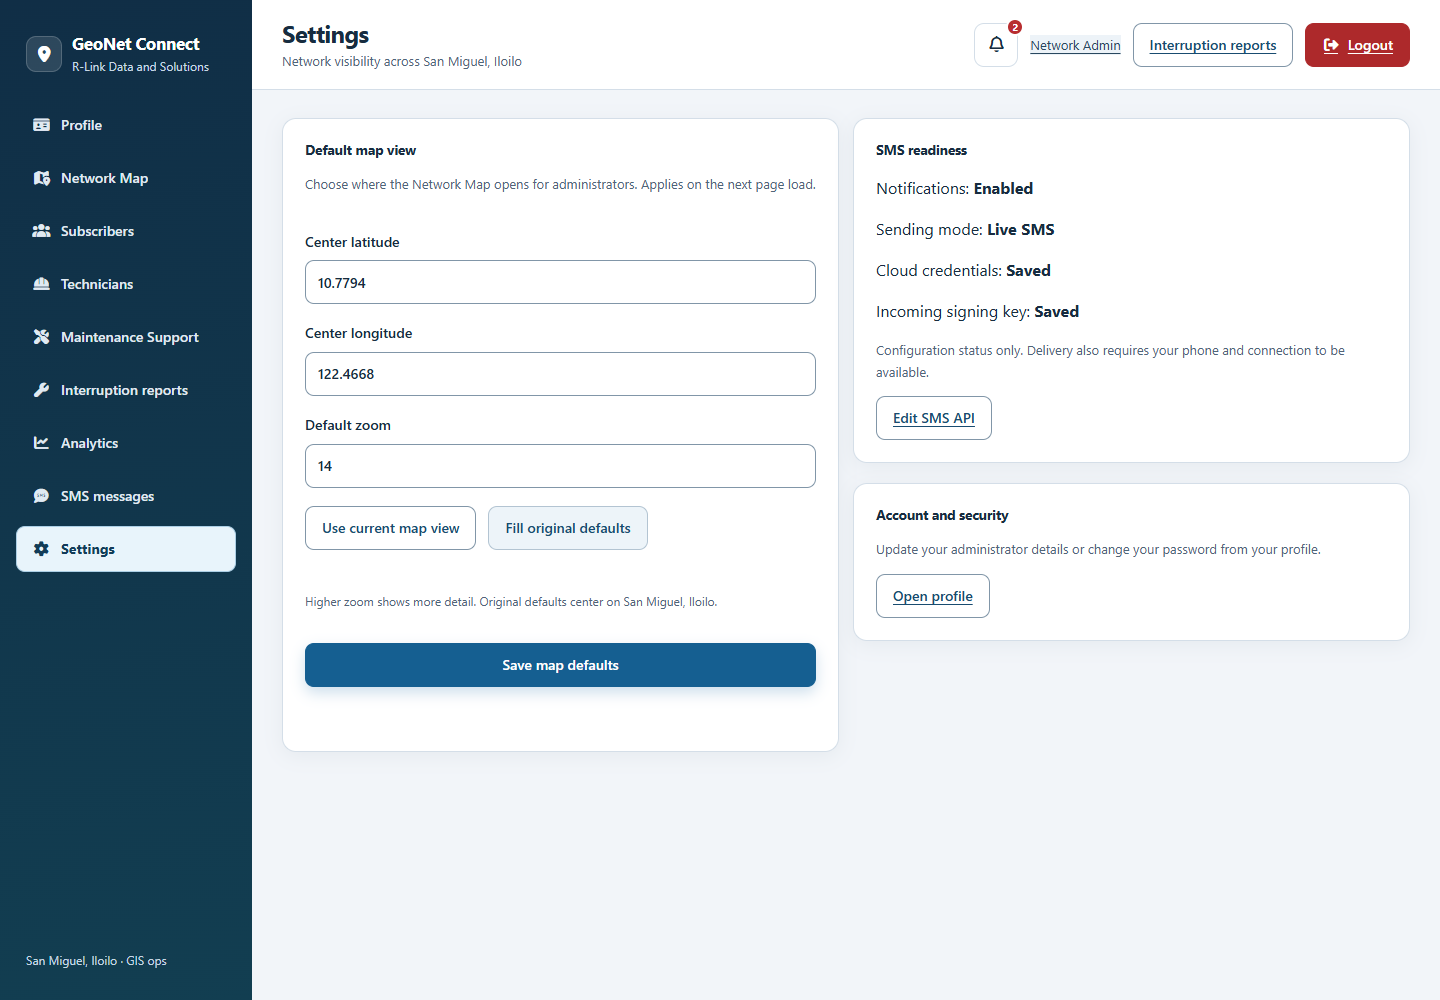 GeoNet Connect
R-Link Data and Solutions
Profile
Network Map
Subscribers
Technicians
Maintenance Support
Interruption reports
Analytics
SMS messages
Settings
San Miguel, Iloilo · GIS ops
Settings
Network visibility across San Miguel, Iloilo
2
Network Admin
Interruption reports
Logout
Default map view
Choose where the Network Map opens for administrators. Applies on the next page load.
Center latitude
10.7794
Center longitude
122.4668
Default zoom
14
Use current map view
Fill original defaults
Higher zoom shows more detail. Original defaults center on San Miguel, Iloilo.
Save map defaults
SMS readiness
Notifications: Enabled
Sending mode: Live SMS
Cloud credentials: Saved
Incoming signing key: Saved
Configuration status only. Delivery also requires your phone and connection to be
available.
Edit SMS API
Account and security
Update your administrator details or change your password from your profile.
Open profile